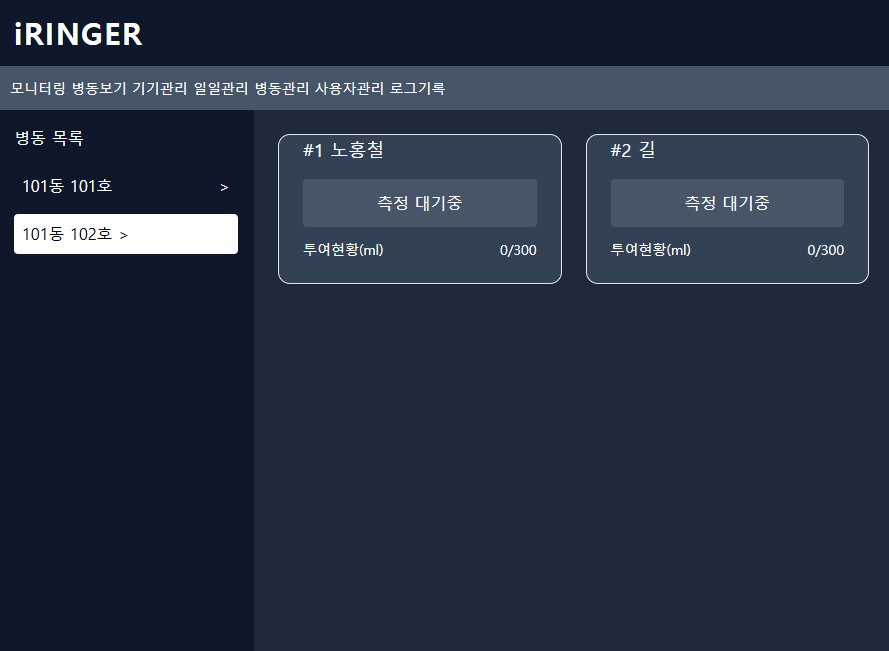 iRINGER
모니터링 병동보기 기기관리 일일관리 병동관리 사용자관리 로그기록
병동 목록
101동 101호 >
101동 102호 >
#1 노홍철
측정 대기중
투여현황(ml) 0/300
#2 길
측정 대기중
투여현황(ml) 0/300